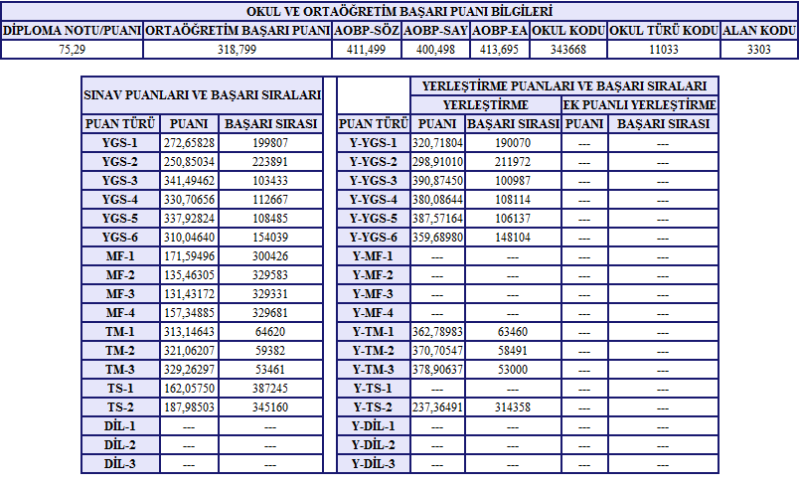 OKUL VE ORTAÖĞRETİM BAŞARI PUANI BİLGİLERİ
DİPLOMA NOTU/PUANI ORTAÖĞRETİM BAŞARI PUANI AOBP-SÖZ AOBP-SAY AOBP-EA OKUL KODU OKUL TÜRÜ KODU ALAN KODU
75,29 318,799 411,499 400,498 413,695 343668 11033 3303
SINAV PUANLARI VE BAŞARI SIRALARI
PUAN TÜRÜ PUANI BAŞARI SIRASI
YGS-1 272,65828 199807
YGS-2 250,85034 223891
YGS-3 341,49462 103433
YGS-4 330,70656 112667
YGS-5 337,92824 108485
YGS-6 310,04640 154039
MF-1 171,59496 300426
MF-2 135,46305 329583
MF-3 131,43172 329331
MF-4 157,34885 329681
TM-1 313,14643 64620
TM-2 321,06207 59382
TM-3 329,26297 53461
TS-1 162,05750 387245
TS-2 187,98503 345160
DİL-1 --- ---
DİL-2 --- ---
DİL-3 --- ---
YERLEŞTİRME PUANLARI VE BAŞARI SIRALARI
YERLEŞTİRME EK PUANLI YERLEŞTİRME
PUAN TÜRÜ PUANI BAŞARI SIRASI PUANI BAŞARI SIRASI
Y-YGS-1 320,71804 190070 --- ---
Y-YGS-2 298,91010 211972 --- ---
Y-YGS-3 390,87450 100987 --- ---
Y-YGS-4 380,08644 108114 --- ---
Y-YGS-5 387,57164 106137 --- ---
Y-YGS-6 359,68980 148104 --- ---
Y-MF-1 --- --- --- ---
Y-MF-2 --- --- --- ---
Y-MF-3 --- --- --- ---
Y-MF-4 --- --- --- ---
Y-TM-1 362,78983 63460 --- ---
Y-TM-2 370,70547 58491 --- ---
Y-TM-3 378,90637 53000 --- ---
Y-TS-1 --- --- --- ---
Y-TS-2 237,36491 314358 --- ---
Y-DİL-1 --- --- --- ---
Y-DİL-2 --- --- --- ---
Y-DİL-3 --- --- --- ---